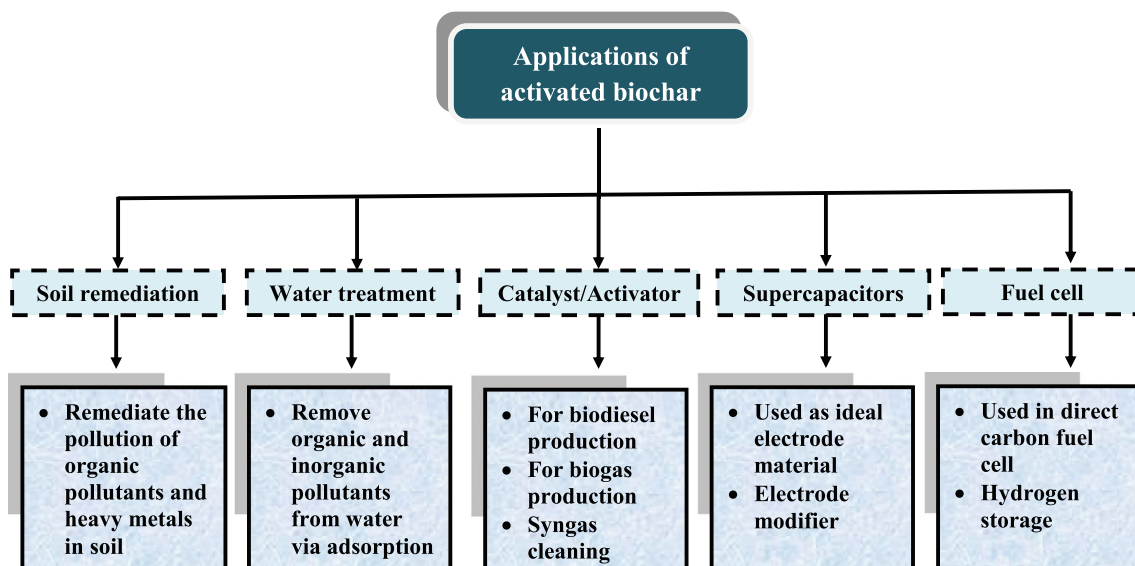 Applications of
activated biochar
Soil remediation
Water treatment
Catalyst/Activator
Supercapacitors
Fuel cell
• Remediate the
pollution of
organic
pollutants and
heavy metals
in soil
• Remove
organic and
inorganic
pollutants
from water
via adsorption
• For biodiesel
production
• For biogas
production
• Syngas
cleaning
• Used as ideal
electrode
material
• Electrode
modifier
• Used in direct
carbon fuel
cell
• Hydrogen
storage